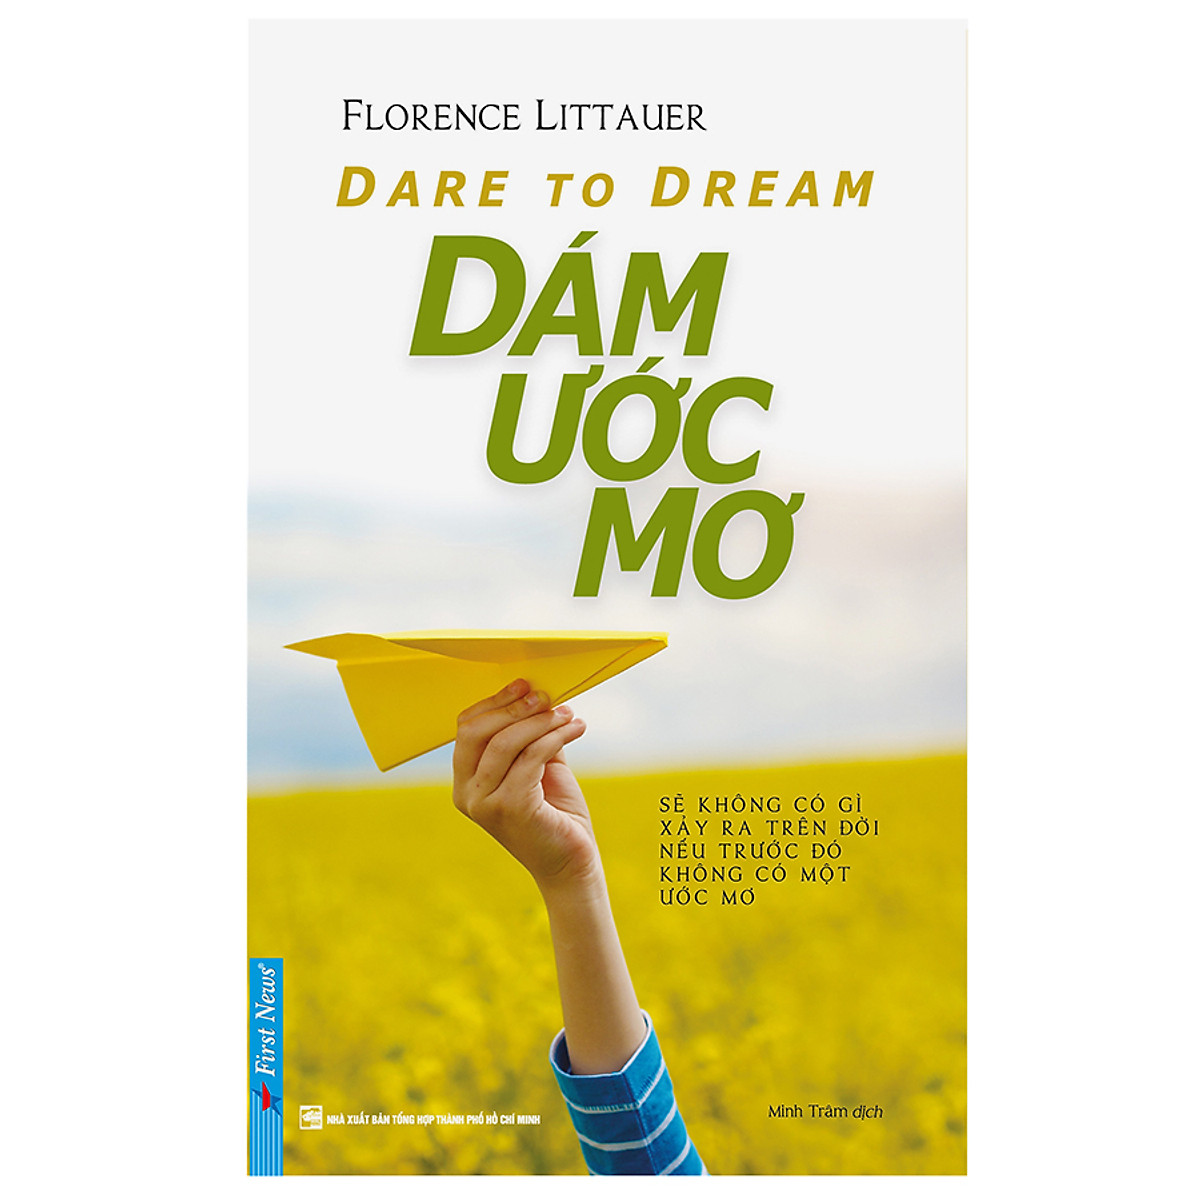 FLORENCE LITTAUER
DARE TO DREAM
DÁM
ƯỚC
MƠ
SẼ KHÔNG CÓ GÌ
XẢY RA TRÊN ĐỜI
NẾU TRƯỚC ĐÓ
KHÔNG CÓ MỘT
ƯỚC MƠ
First News®
NHÀ XUẤT BẢN TỔNG HỢP THÀNH PHỐ HỒ CHÍ MINH
Minh Trâm dịch